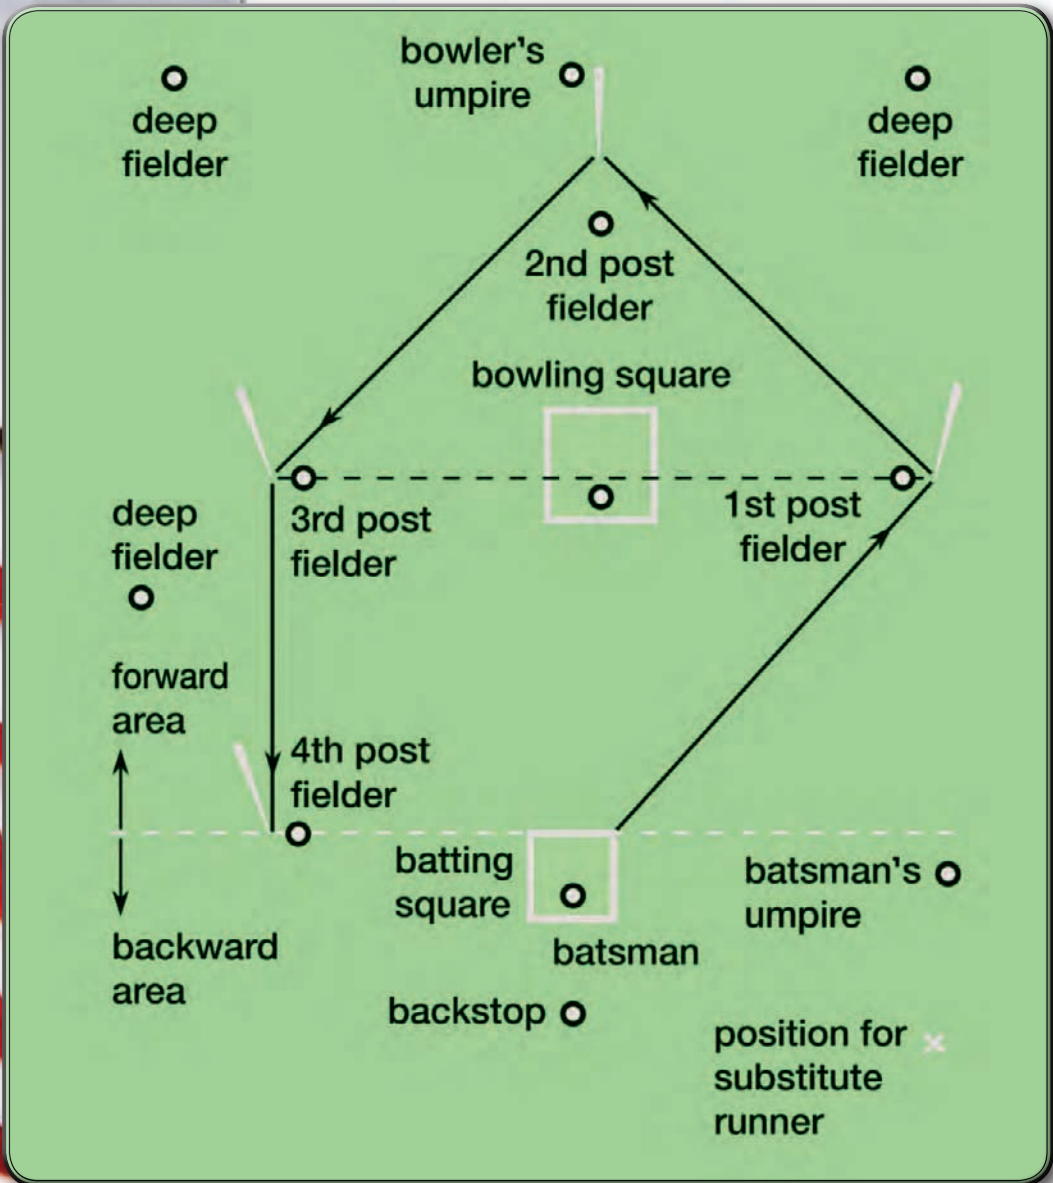 bowler's
umpire
deep
fielder
deep
fielder
2nd post
fielder
bowling square
deep
fielder
3rd post
fielder
1st post
fielder
forward
area
4th post
fielder
batting
square
batsman's
umpire
backward
area
batsman
backstop
position for
substitute
runner